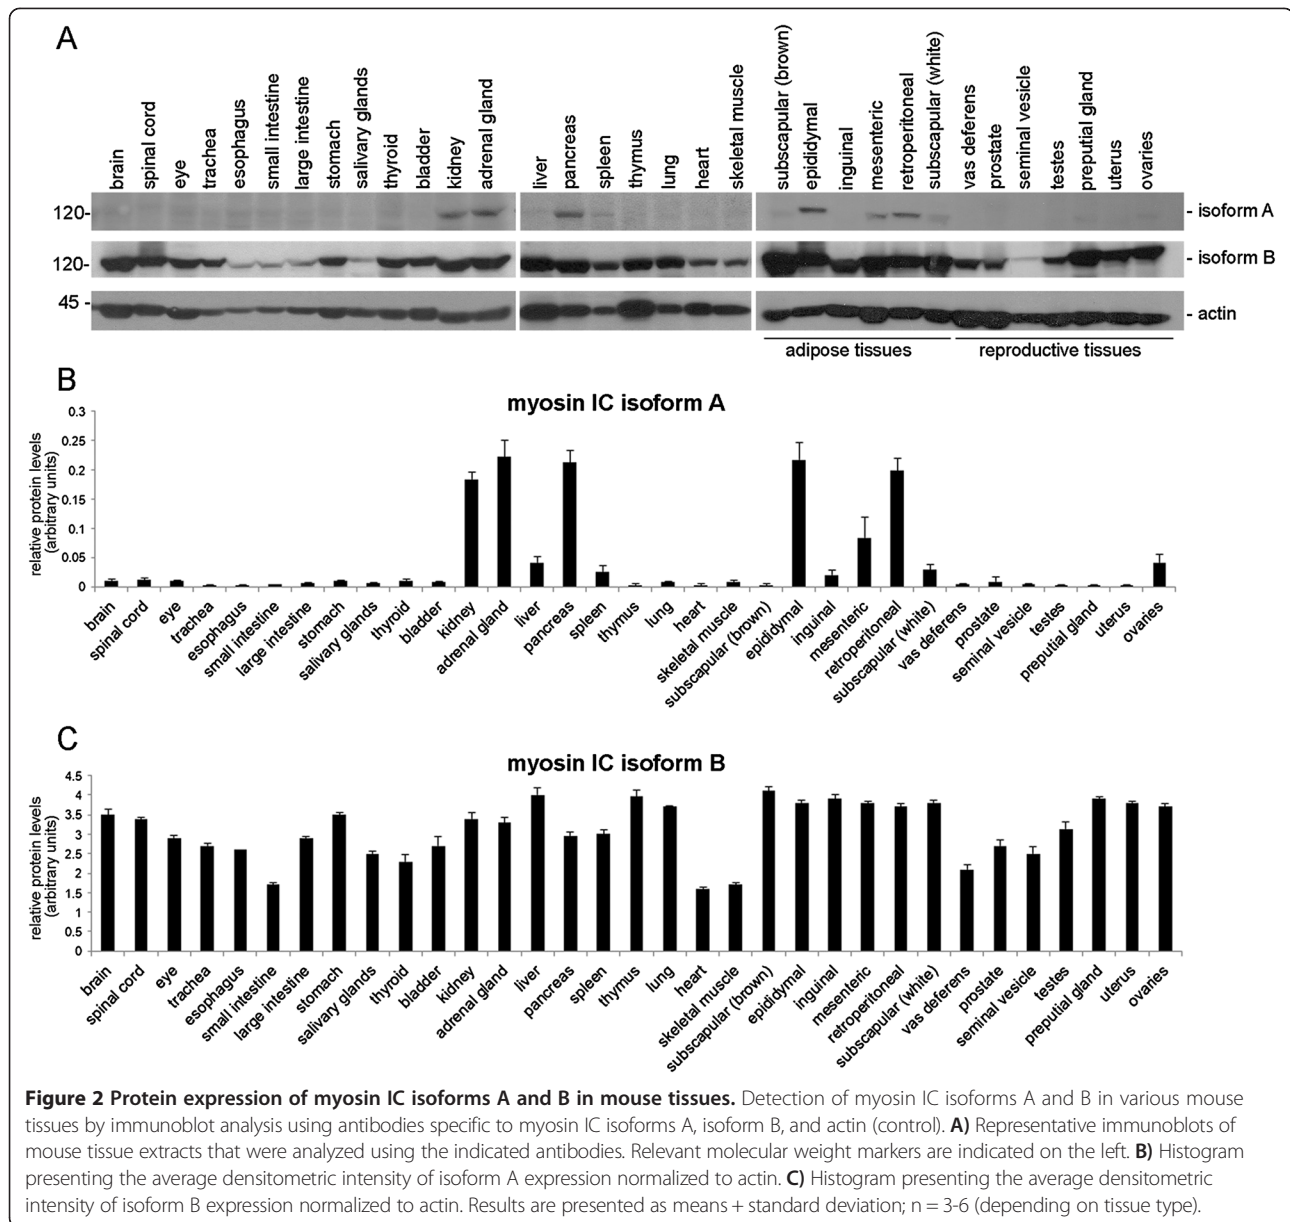 A
brain
spinal cord
eye
trachea
esophagus
small intestine
large intestine
stomach
salivary glands
thyroid
bladder
kidney
adrenal gland
liver
pancreas
spleen
thymus
lung
heart
skeletal muscle
subscapular (brown)
epididymal
inguinal
mesenteric
retroperitoneal
subscapular (white)
vas deferens
prostate
seminal vesicle
testes
preputial gland
uterus
ovaries
120-
- isoform A
120-
- isoform B
45 -
- actin
adipose tissues
reproductive tissues
B
myosin IC isoform A
relative protein levels
(arbitrary units)
0.3
0.25
0.2
0.15
0.1
0.05
0
brain
spinal cord
eye
trachea
esophagus
small intestine
large intestine
stomach
salivary glands
thyroid
bladder
kidney
adrenal gland
liver
pancreas
spleen
thymus
lung
heart
skeletal muscle
subscapular (brown)
epididymal
inguinal
mesenteric
retroperitoneal
subscapular (white)
vas deferens
prostate
seminal vesicle
testes
preputial gland
uterus
ovaries
C
myosin IC isoform B
relative protein levels
(arbitrary units)
4.5
4
3.5
3
2.5
2
1.5
1
0.5
0
brain
spinal cord
eye
trachea
esophagus
small intestine
large intestine
stomach
salivary glands
thyroid
bladder
kidney
adrenal gland
liver
pancreas
spleen
thymus
lung
heart
skeletal muscle
subscapular (brown)
epididymal
inguinal
mesenteric
retroperitoneal
subscapular (white)
vas deferens
prostate
seminal vesicle
testes
preputial gland
uterus
ovaries
Figure 2 Protein expression of myosin IC isoforms A and B in mouse tissues. Detection of myosin IC isoforms A and B in various mouse
tissues by immunoblot analysis using antibodies specific to myosin IC isoforms A, isoform B, and actin (control). A) Representative immunoblots of
mouse tissue extracts that were analyzed using the indicated antibodies. Relevant molecular weight markers are indicated on the left. B) Histogram
presenting the average densitometric intensity of isoform A expression normalized to actin. C) Histogram presenting the average densitometric
intensity of isoform B expression normalized to actin. Results are presented as means + standard deviation; n = 3-6 (depending on tissue type).